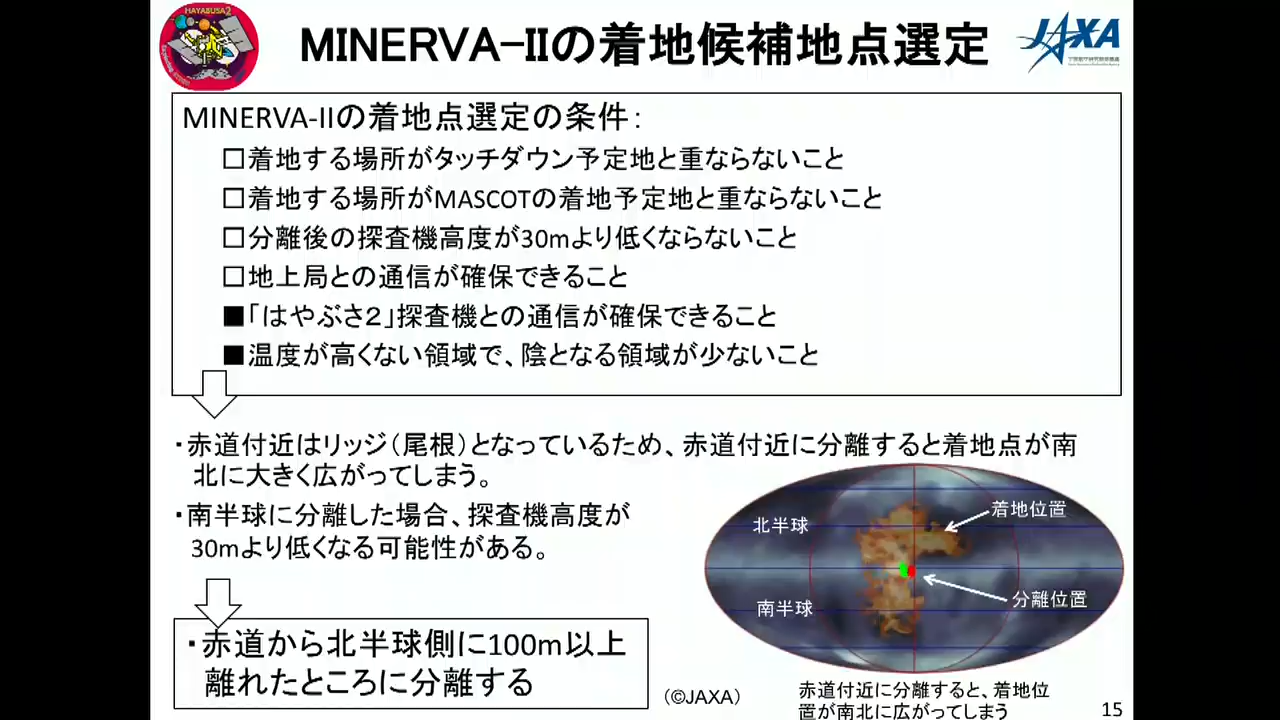 HAYABUSA2
MINERVA-IIの着地候補地点選定
JAXA
MINERVA-IIの着地点選定の条件：
□着地する場所がタッチダウン予定地と重ならないこと
□着地する場所がMASCOTの着地予定地と重ならないこと
□分離後の探査機高度が30mより低くならないこと
□地上局との通信が確保できること
■「はやぶさ２」探査機との通信が確保できること
■温度が高くない領域で、陰となる領域が少ないこと
・赤道付近はリッジ（尾根）となっているため、赤道付近に分離すると着地点が南
北に大きく広がってしまう。
・南半球に分離した場合、探査機高度が
30mより低くなる可能性がある。
北半球
着地位置
南半球
分離位置
・赤道から北半球側に100m以上
離れたところに分離する
（©JAXA）
赤道付近に分離すると、着地位
置が南北に広がってしまう
15